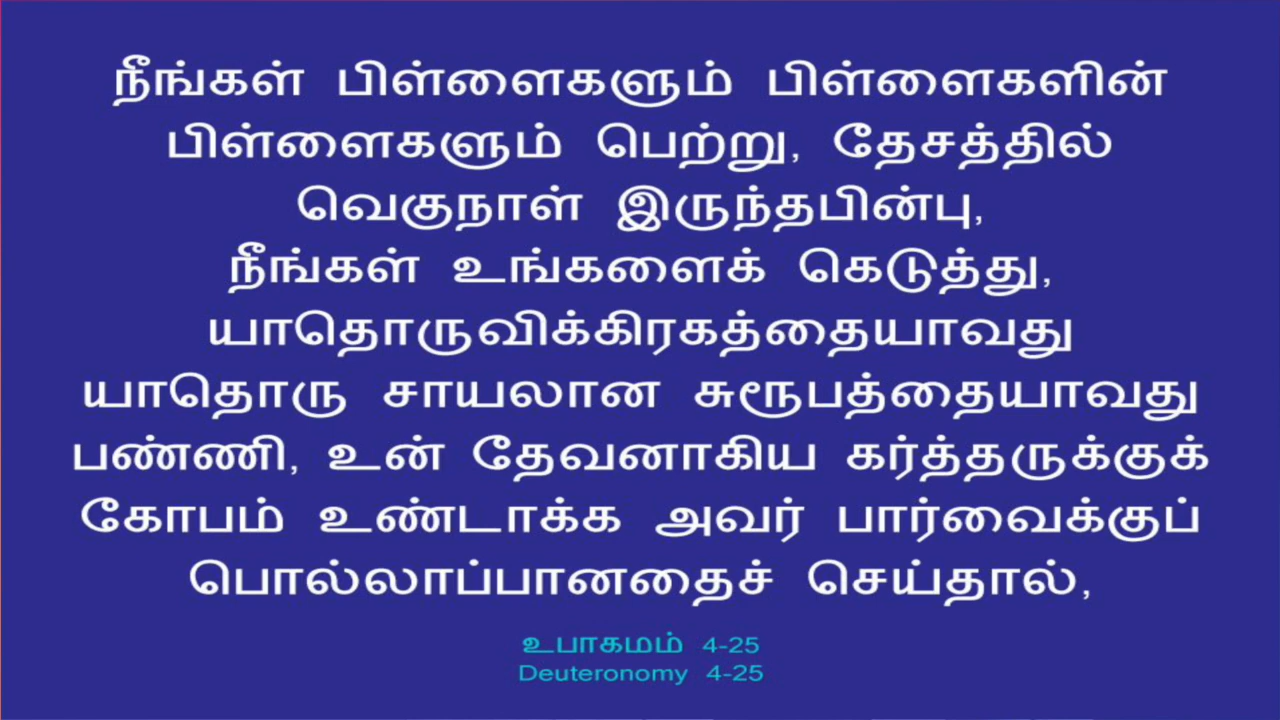 நீங்கள் பிள்ளைகளும் பிள்ளைகளின்
பிள்ளைகளும் பெற்று, தேசத்தில்
வெகுநாள் இருந்தபின்பு,
நீங்கள் உங்களைக் கெடுத்து,
யாதொருவிக்கிரகத்தையாவது
யாதொரு சாயலான சுரூபத்தையாவது
பண்ணி, உன் தேவனாகிய கர்த்தருக்குக்
கோபம் உண்டாக்க அவர் பார்வைக்குப்
பொல்லாப்பானதைச் செய்தால்,
உபாகமம் 4-25
Deuteronomy 4-25